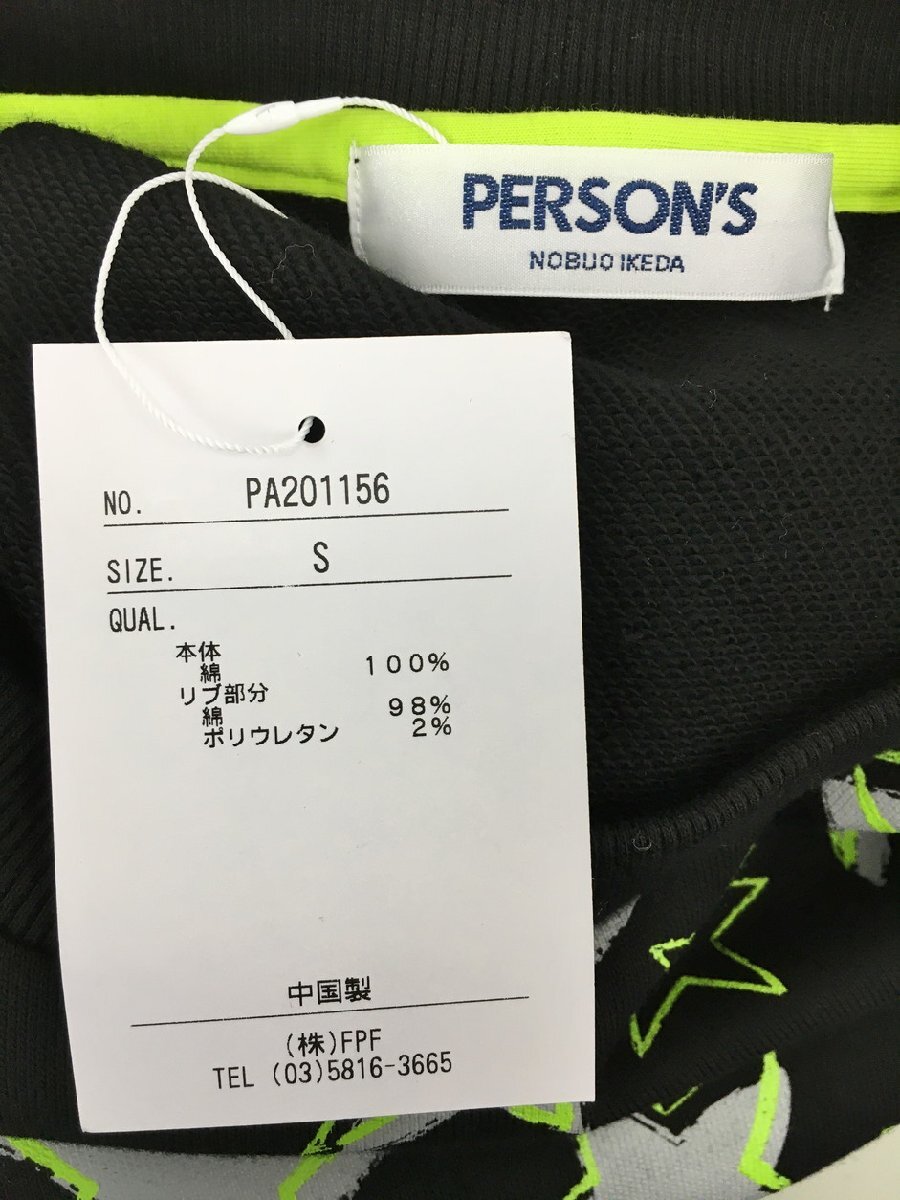 PERSON'S
NOBUO IKEDA
NO. PA201156
SIZE. S
QUAL.
本体
綿 100%
リブ部分
綿 98%
ポリウレタン 2%
中国製
(株)FPF
TEL (03)5816-3665